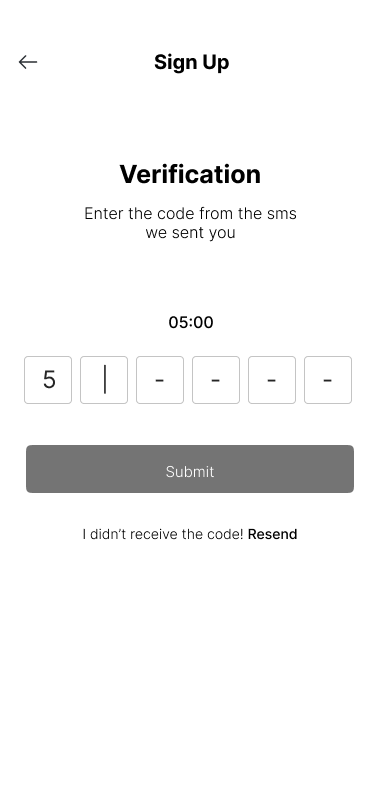 Sign Up
Verification
Enter the code from the sms
we sent you
05:00
5 - - - -
Submit
I didn't receive the code! Resend